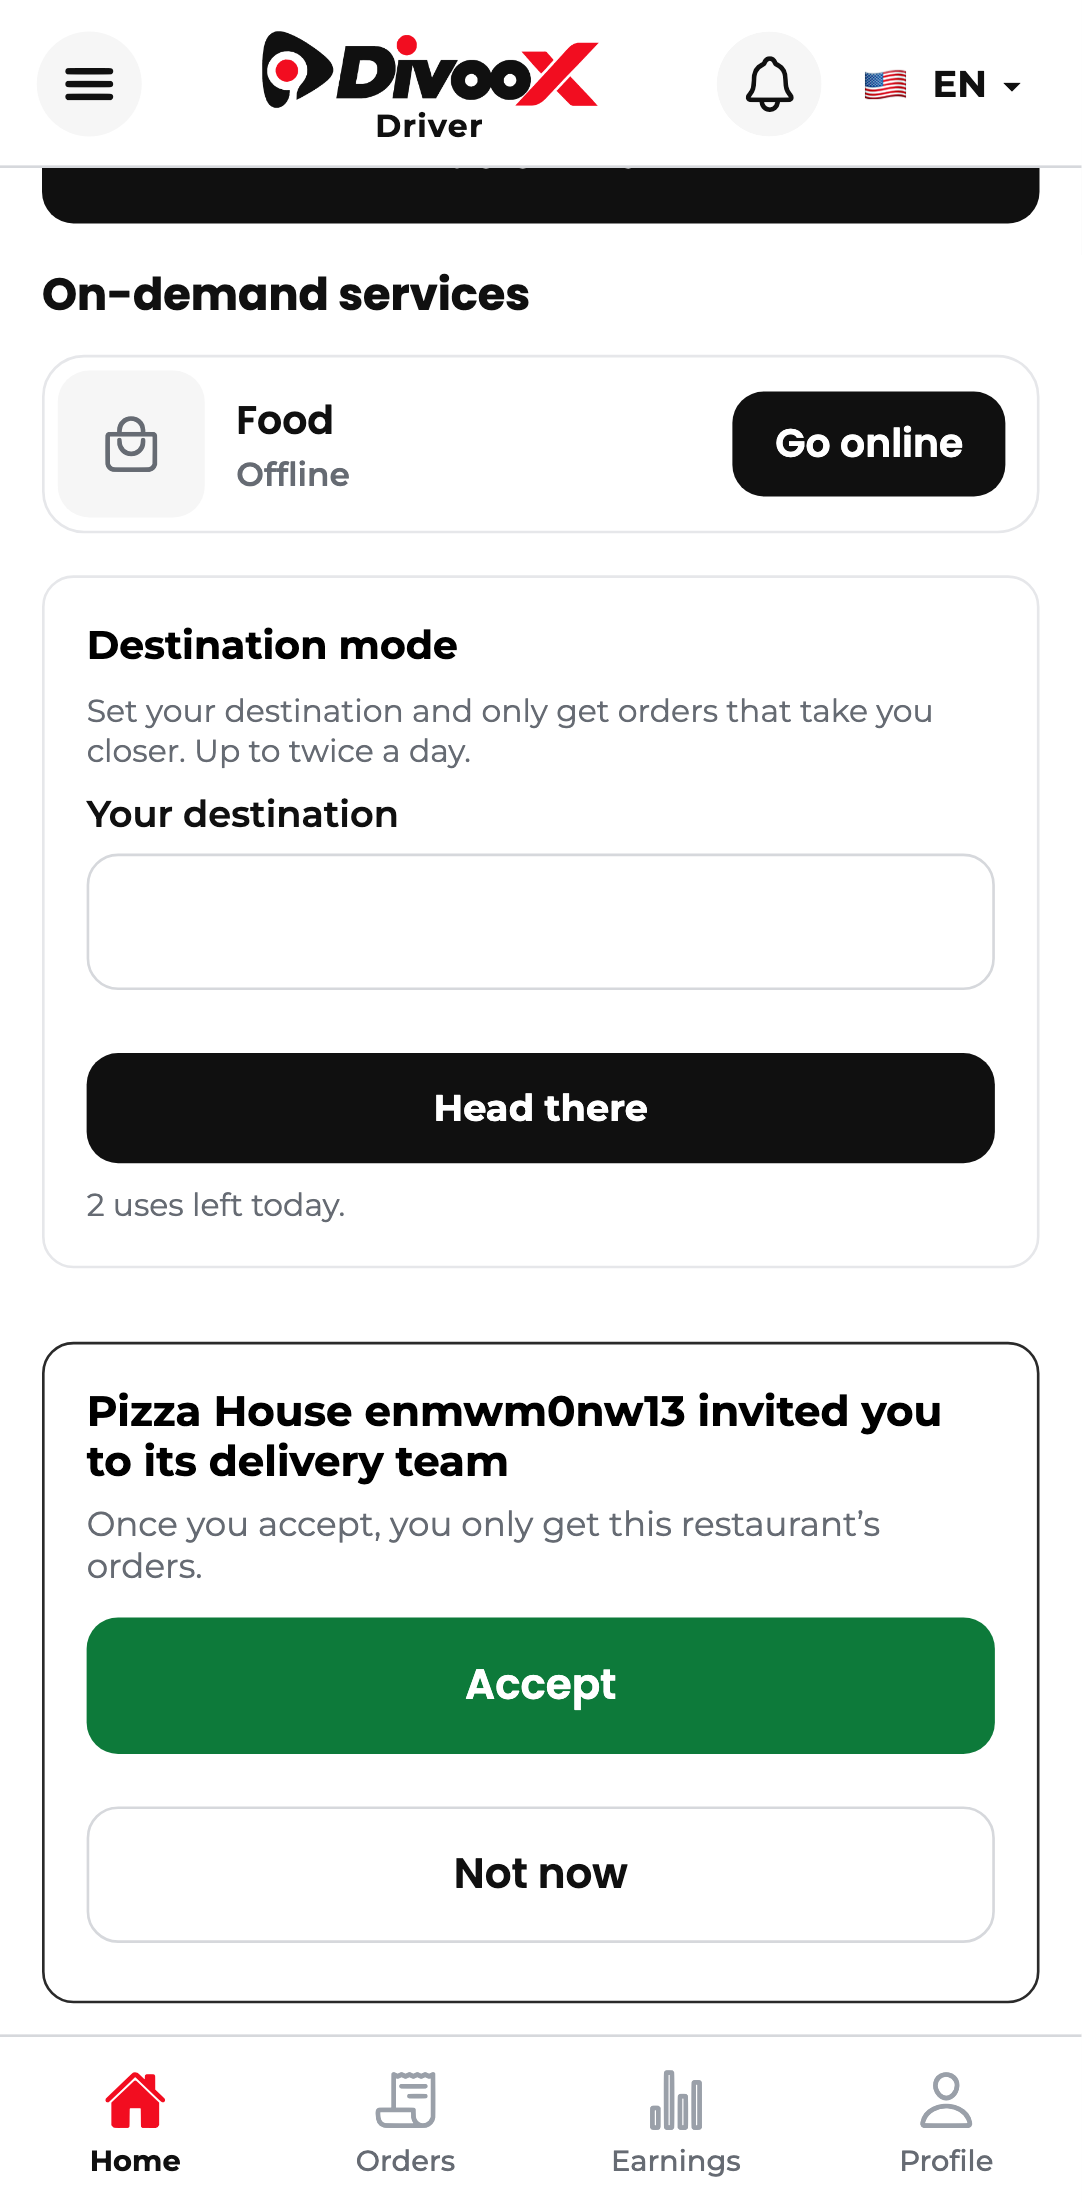 DivooX
Driver
EN
On-demand services
Food
Offline
Go online
Destination mode
Set your destination and only get orders that take you
closer. Up to twice a day.
Your destination
Head there
2 uses left today.
Pizza House enmwm0nw13 invited you
to its delivery team
Once you accept, you only get this restaurant’s
orders.
Accept
Not now
Home
Orders
Earnings
Profile